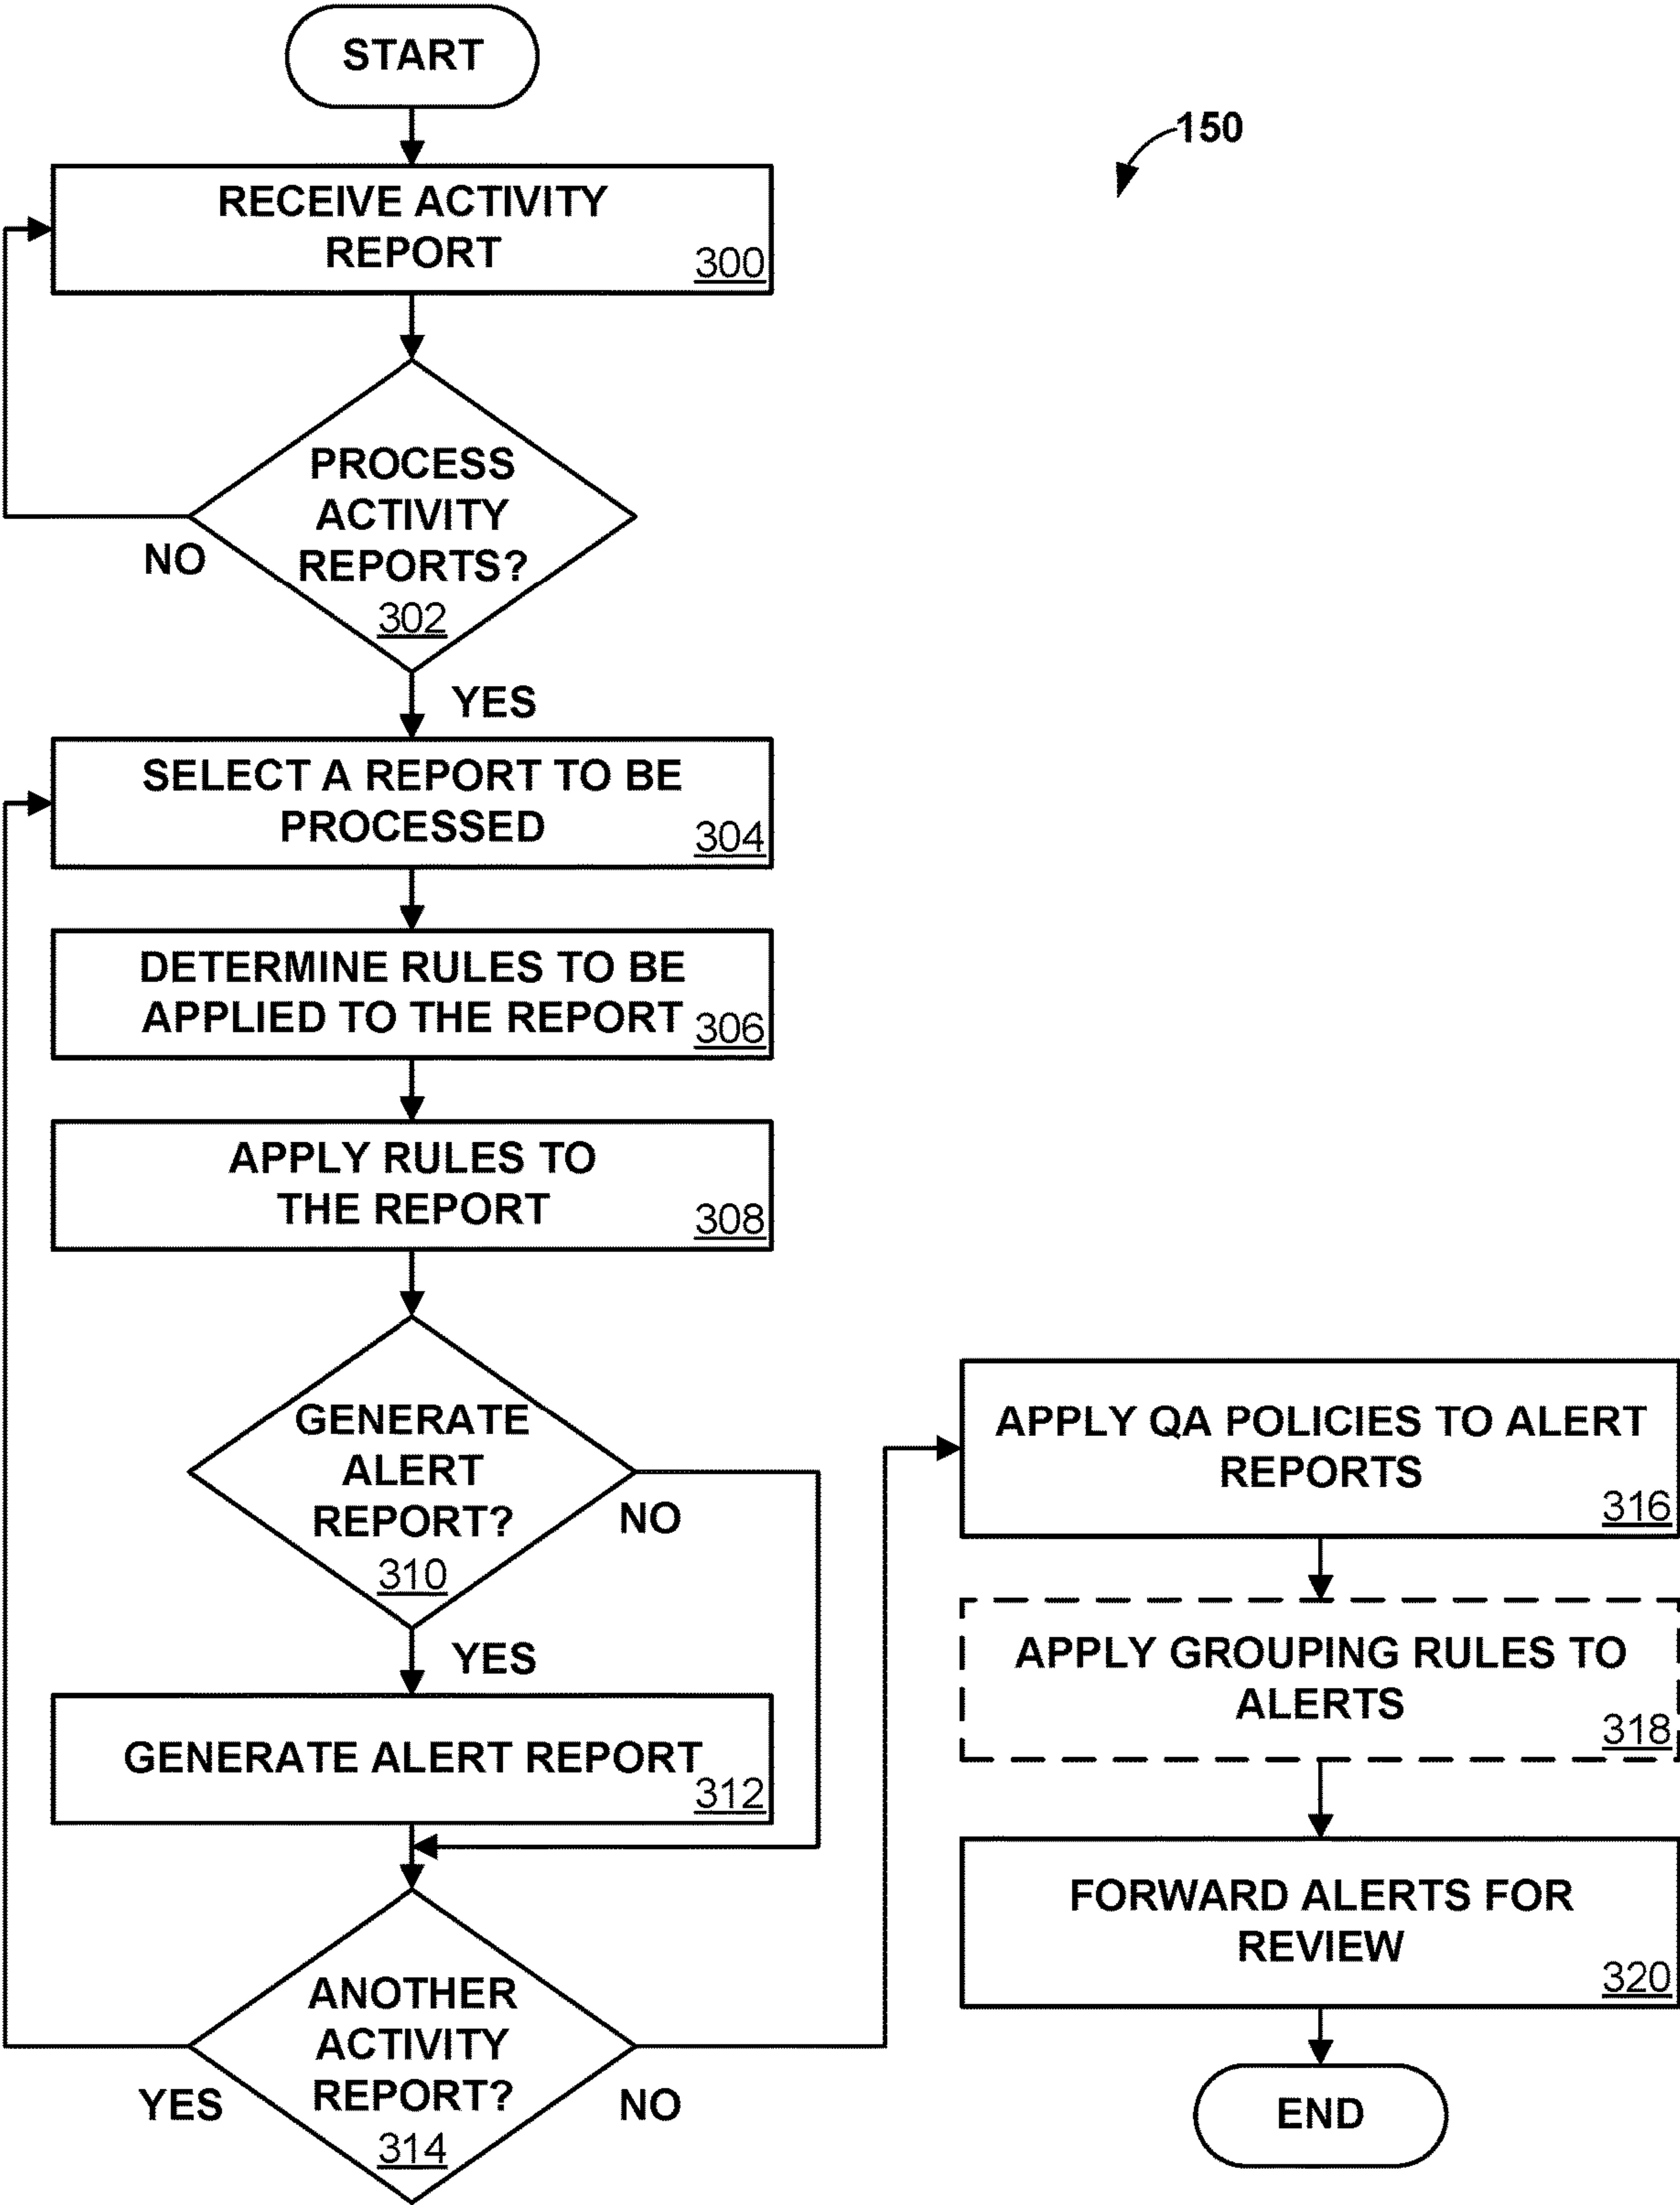 START
150
RECEIVE ACTIVITY
REPORT
300
PROCESS
ACTIVITY
REPORTS?
302
NO
YES
SELECT A REPORT TO BE
PROCESSED
304
DETERMINE RULES TO BE
APPLIED TO THE REPORT
306
APPLY RULES TO
THE REPORT
308
GENERATE
ALERT
REPORT?
310
NO
YES
GENERATE ALERT REPORT
312
ANOTHER
ACTIVITY
REPORT?
314
YES
NO
APPLY QA POLICIES TO ALERT
REPORTS
316
APPLY GROUPING RULES TO
ALERTS
318
FORWARD ALERTS FOR
REVIEW
320
END